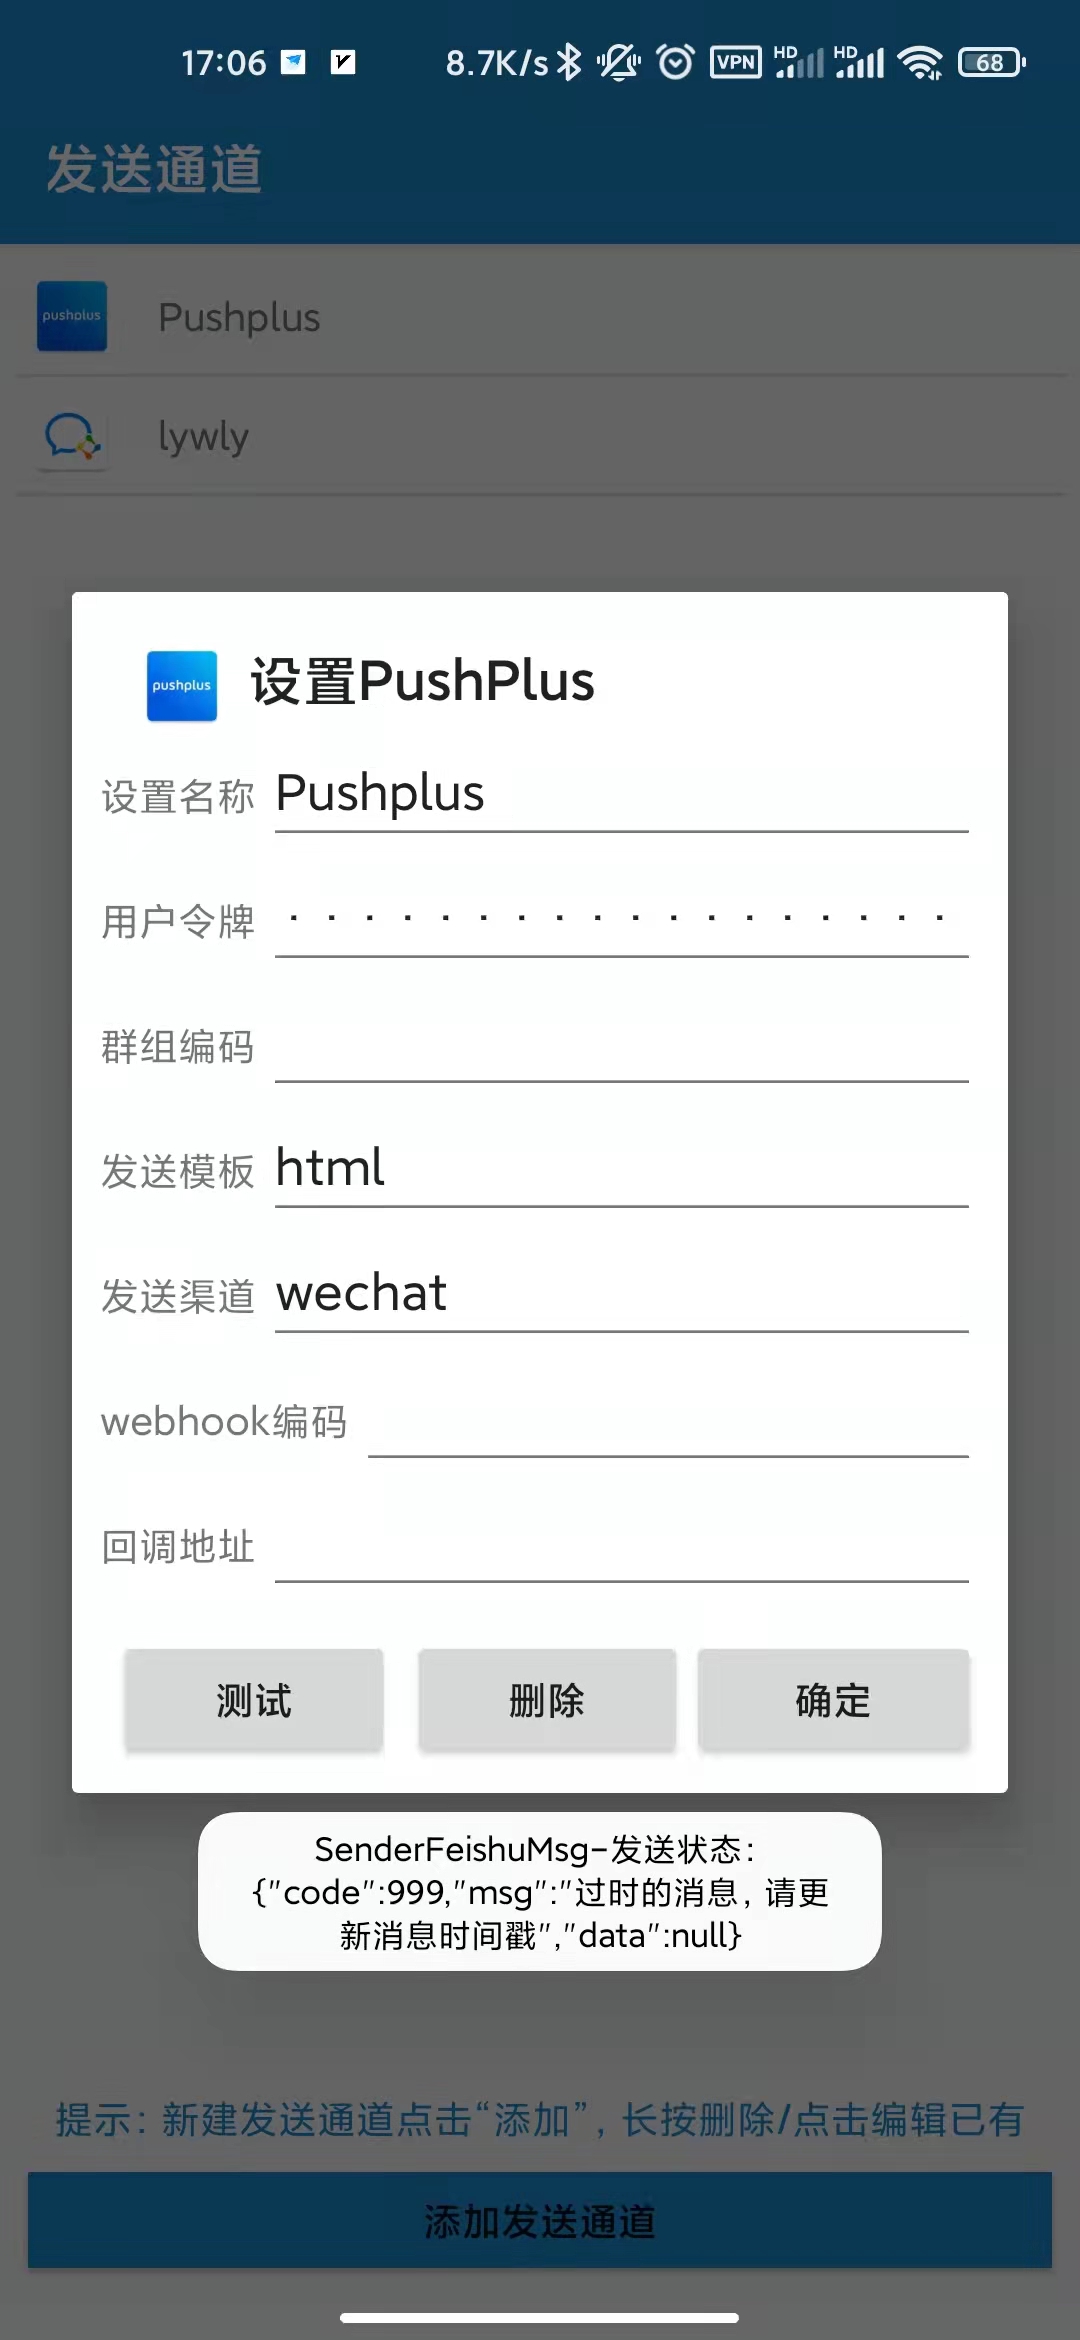 17:06 8.7K/s VPN HD HD 68
发送通道
pushplus Pushplus
lywly
pushplus 设置PushPlus
设置名称 Pushplus
用户令牌 ··················
群组编码
发送模板 html
发送渠道 wechat
webhook编码
回调地址
测试 删除 确定
SenderFeishuMsg-发送状态:
{"code":999,"msg":"过时的消息,请更
新消息时间戳","data":null}
提示:新建发送通道点击“添加”,长按删除/点击编辑已有
添加发送通道